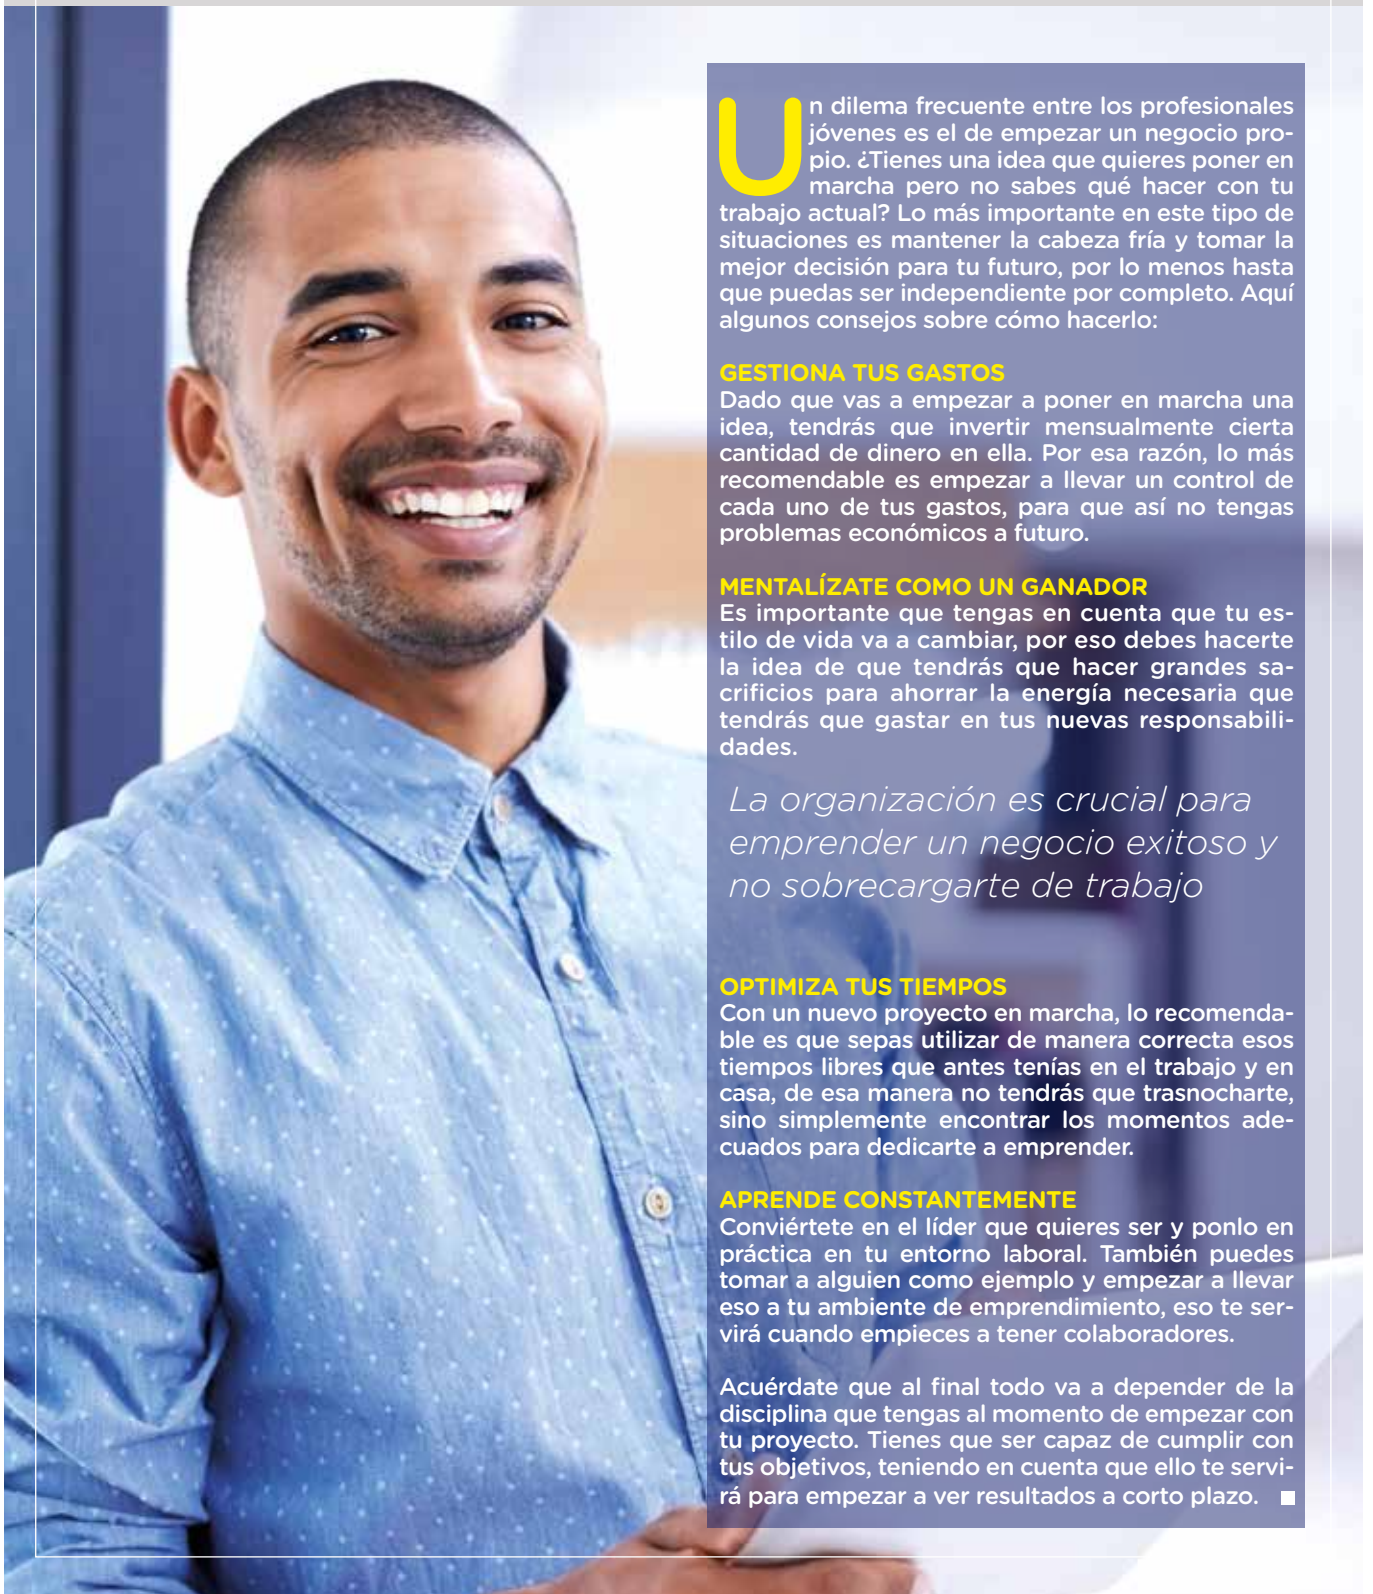 Un dilema frecuente entre los profesionales
jóvenes es el de empezar un negocio pro-
pio. ¿Tienes una idea que quieres poner en
marcha pero no sabes qué hacer con tu
trabajo actual? Lo más importante en este tipo de
situaciones es mantener la cabeza fría y tomar la
mejor decisión para tu futuro, por lo menos hasta
que puedas ser independiente por completo. Aquí
algunos consejos sobre cómo hacerlo:
GESTIONA TUS GASTOS
Dado que vas a empezar a poner en marcha una
idea, tendrás que invertir mensualmente cierta
cantidad de dinero en ella. Por esa razón, lo más
recomendable es empezar a llevar un control de
cada uno de tus gastos, para que así no tengas
problemas económicos a futuro.
MENTALÍZATE COMO UN GANADOR
Es importante que tengas en cuenta que tu es-
tilo de vida va a cambiar, por eso debes hacerte
la idea de que tendrás que hacer grandes sa-
crificios para ahorrar la energía necesaria que
tendrás que gastar en tus nuevas responsabili-
dades.
La organización es crucial para
emprender un negocio exitoso y
no sobrecargarte de trabajo
OPTIMIZA TUS TIEMPOS
Con un nuevo proyecto en marcha, lo recomenda-
ble es que sepas utilizar de manera correcta esos
tiempos libres que antes tenías en el trabajo y en
casa, de esa manera no tendrás que trasnocharte,
sino simplemente encontrar los momentos ade-
cuados para dedicarte a emprender.
APRENDE CONSTANTEMENTE
Conviértete en el líder que quieres ser y ponlo en
práctica en tu entorno laboral. También puedes
tomar a alguien como ejemplo y empezar a llevar
eso a tu ambiente de emprendimiento, eso te ser-
virá cuando empieces a tener colaboradores.
Acuérdate que al final todo va a depender de la
disciplina que tengas al momento de empezar con
tu proyecto. Tienes que ser capaz de cumplir con
tus objetivos, teniendo en cuenta que ello te servi-
rá para empezar a ver resultados a corto plazo.